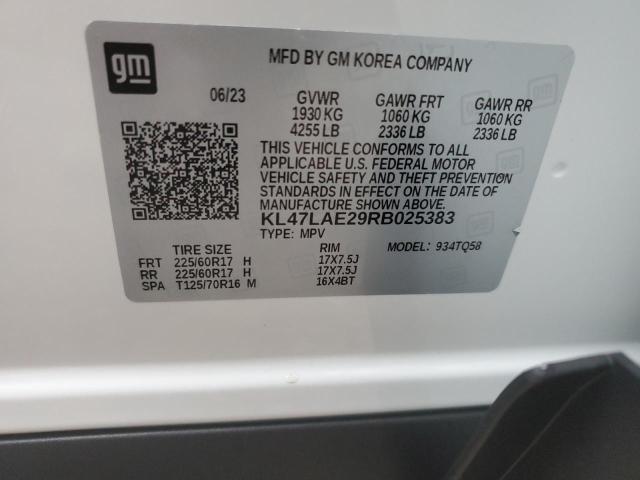 gm
MFD BY GM KOREA COMPANY
06/23 GVWR GAWR FRT GAWR RR
1930 KG 1060 KG 1060 KG
4255 LB 2336 LB 2336 LB
THIS VEHICLE CONFORMS TO ALL
APPLICABLE U.S. FEDERAL MOTOR
VEHICLE SAFETY AND THEFT PREVENTION
STANDARDS IN EFFECT ON THE DATE OF
MANUFACTURE SHOWN ABOVE.
KL47LAE29RB025383
TYPE: MPV MODEL: 934TQ58
TIRE SIZE RIM
FRT 225/60R17 H 17X7.5J
RR 225/60R17 H 17X7.5J
SPA T125/70R16 M 16X4BT